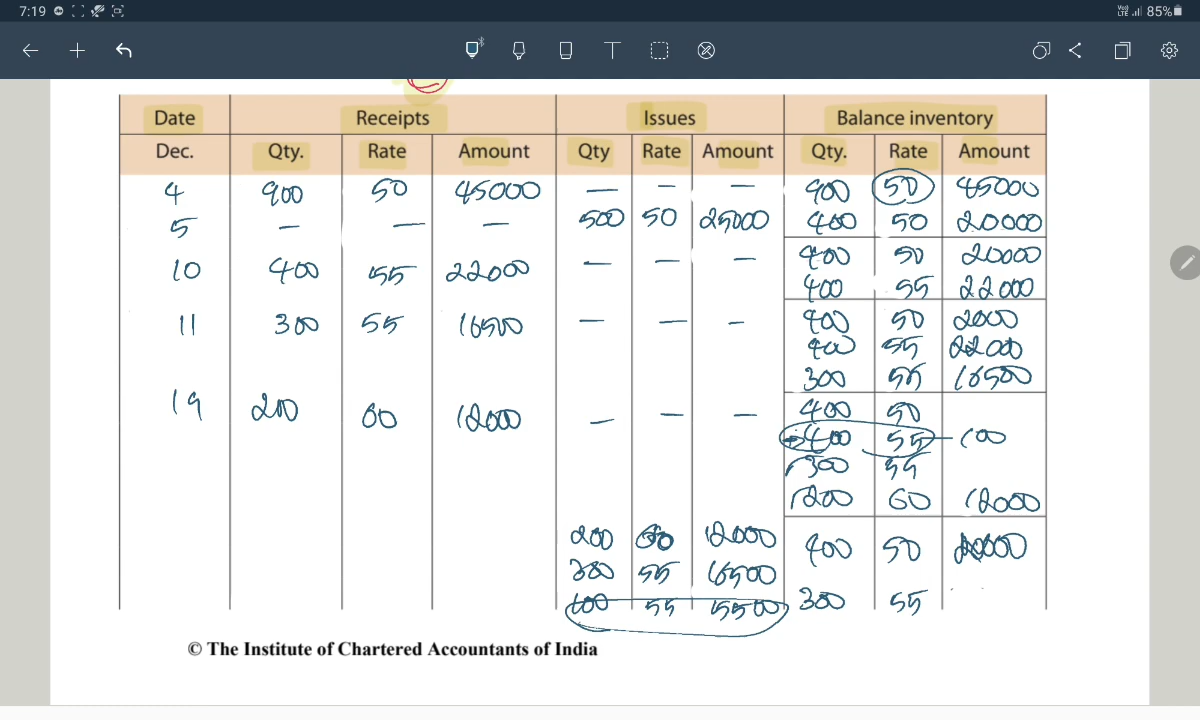 7:19 85%
Date Receipts Issues Balance inventory
Dec. Qty. Rate Amount Qty Rate Amount Qty. Rate Amount
4 900 50 45000 — — — 900 50 45000
5 — — — 500 50 25000 400 50 20000
10 400 55 22000 — — — 400 50 20000
400 55 22000
11 300 55 16500 — — — 400 50 2000
400 55 22000
300 55 16500
19 200 60 12000 — — — 400 50
400 55 — 100
300 55
200 60 12000
200 60 12000 400 50
300 55 16500
100 55 5500 300 55
© The Institute of Chartered Accountants of India